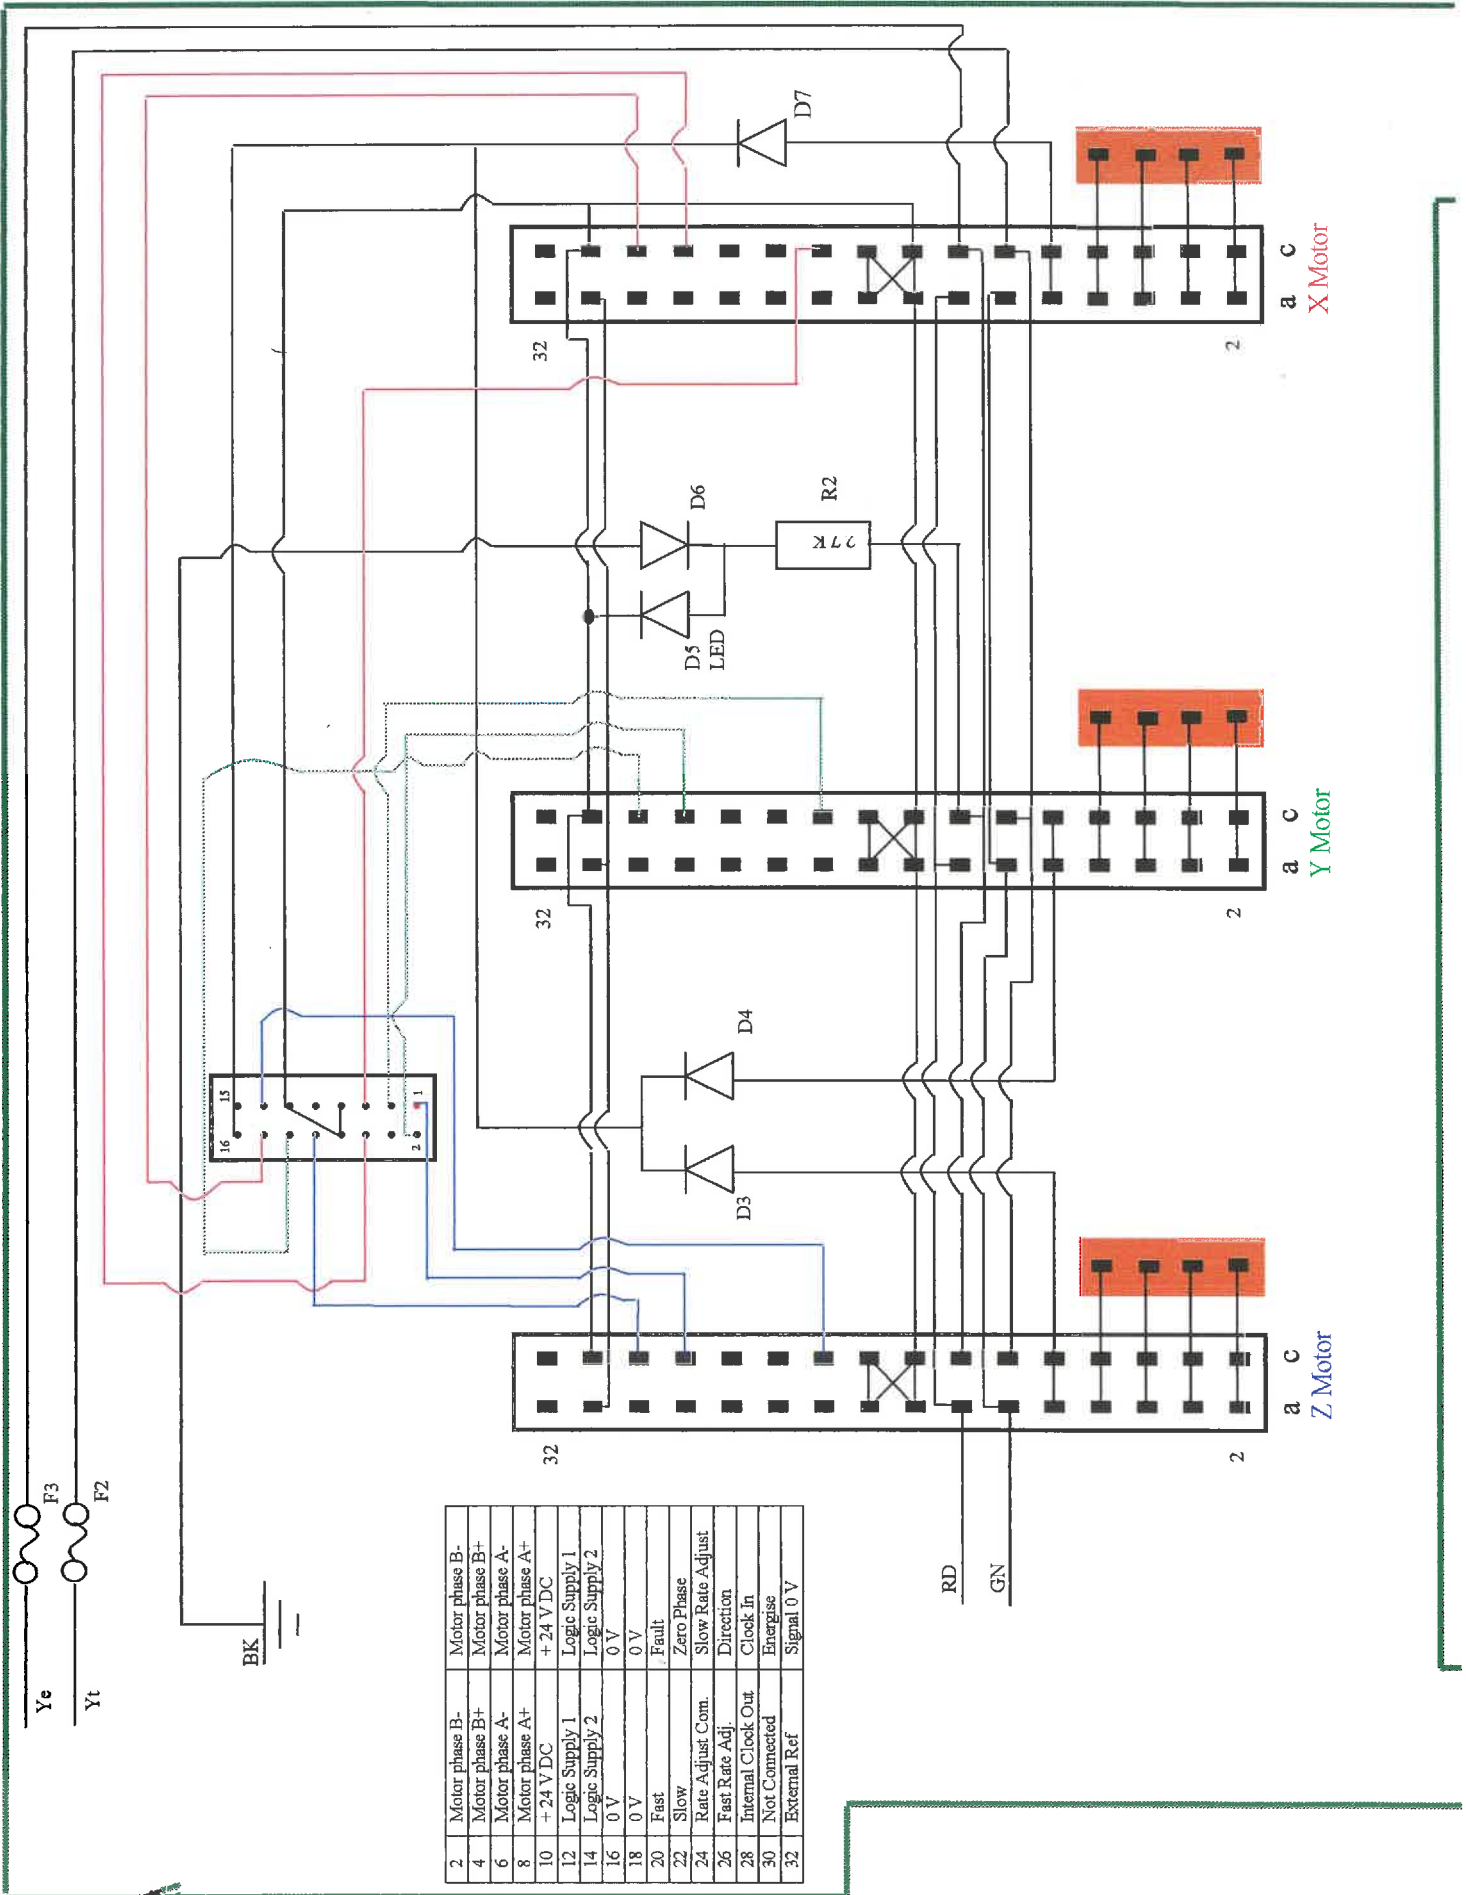 Ye
F3
Yt
F2
BK
D7
15
16
1
2
32
2
a c
X Motor
D6
R2
27K
D5
LED
32
2
a c
Y Motor
D4
D3
32
2
a c
Z Motor
RD
GN
2 Motor phase B- Motor phase B-
4 Motor phase B+ Motor phase B+
6 Motor phase A- Motor phase A-
8 Motor phase A+ Motor phase A+
10 + 24 V DC + 24 V DC
12 Logic Supply 1 Logic Supply 1
14 Logic Supply 2 Logic Supply 2
16 0 V 0 V
18 0 V 0 V
20 Fast Fault
22 Slow Zero Phase
24 Rate Adjust Com. Slow Rate Adjust
26 Fast Rate Adj. Direction
28 Internal Clock Out Clock In
30 Not Connected Energise
32 External Ref Signal 0 V